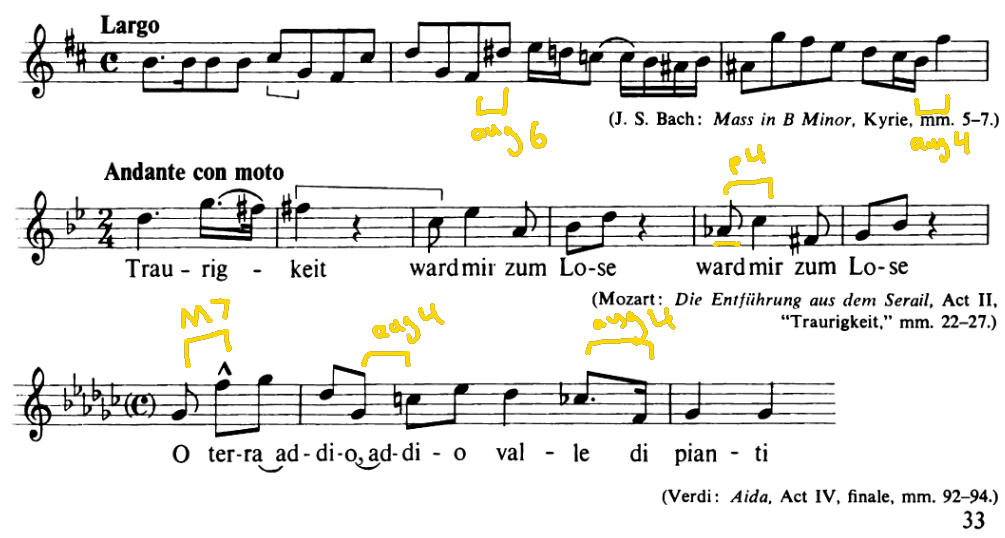 Largo
aug 6
(J. S. Bach: Mass in B Minor, Kyrie, mm. 5–7.)
aug 4
p4
Andante con moto
2
4
Trau - rig - keit ward mir zum Lo-se ward mir zum Lo-se
(Mozart: Die Entführung aus dem Serail, Act II,
"Traurigkeit," mm. 22–27.)
M7 aug 4 aug 4
O ter-ra ad-di-o, ad-di - o val - le di pian - ti
(Verdi: Aida, Act IV, finale, mm. 92–94.)
33